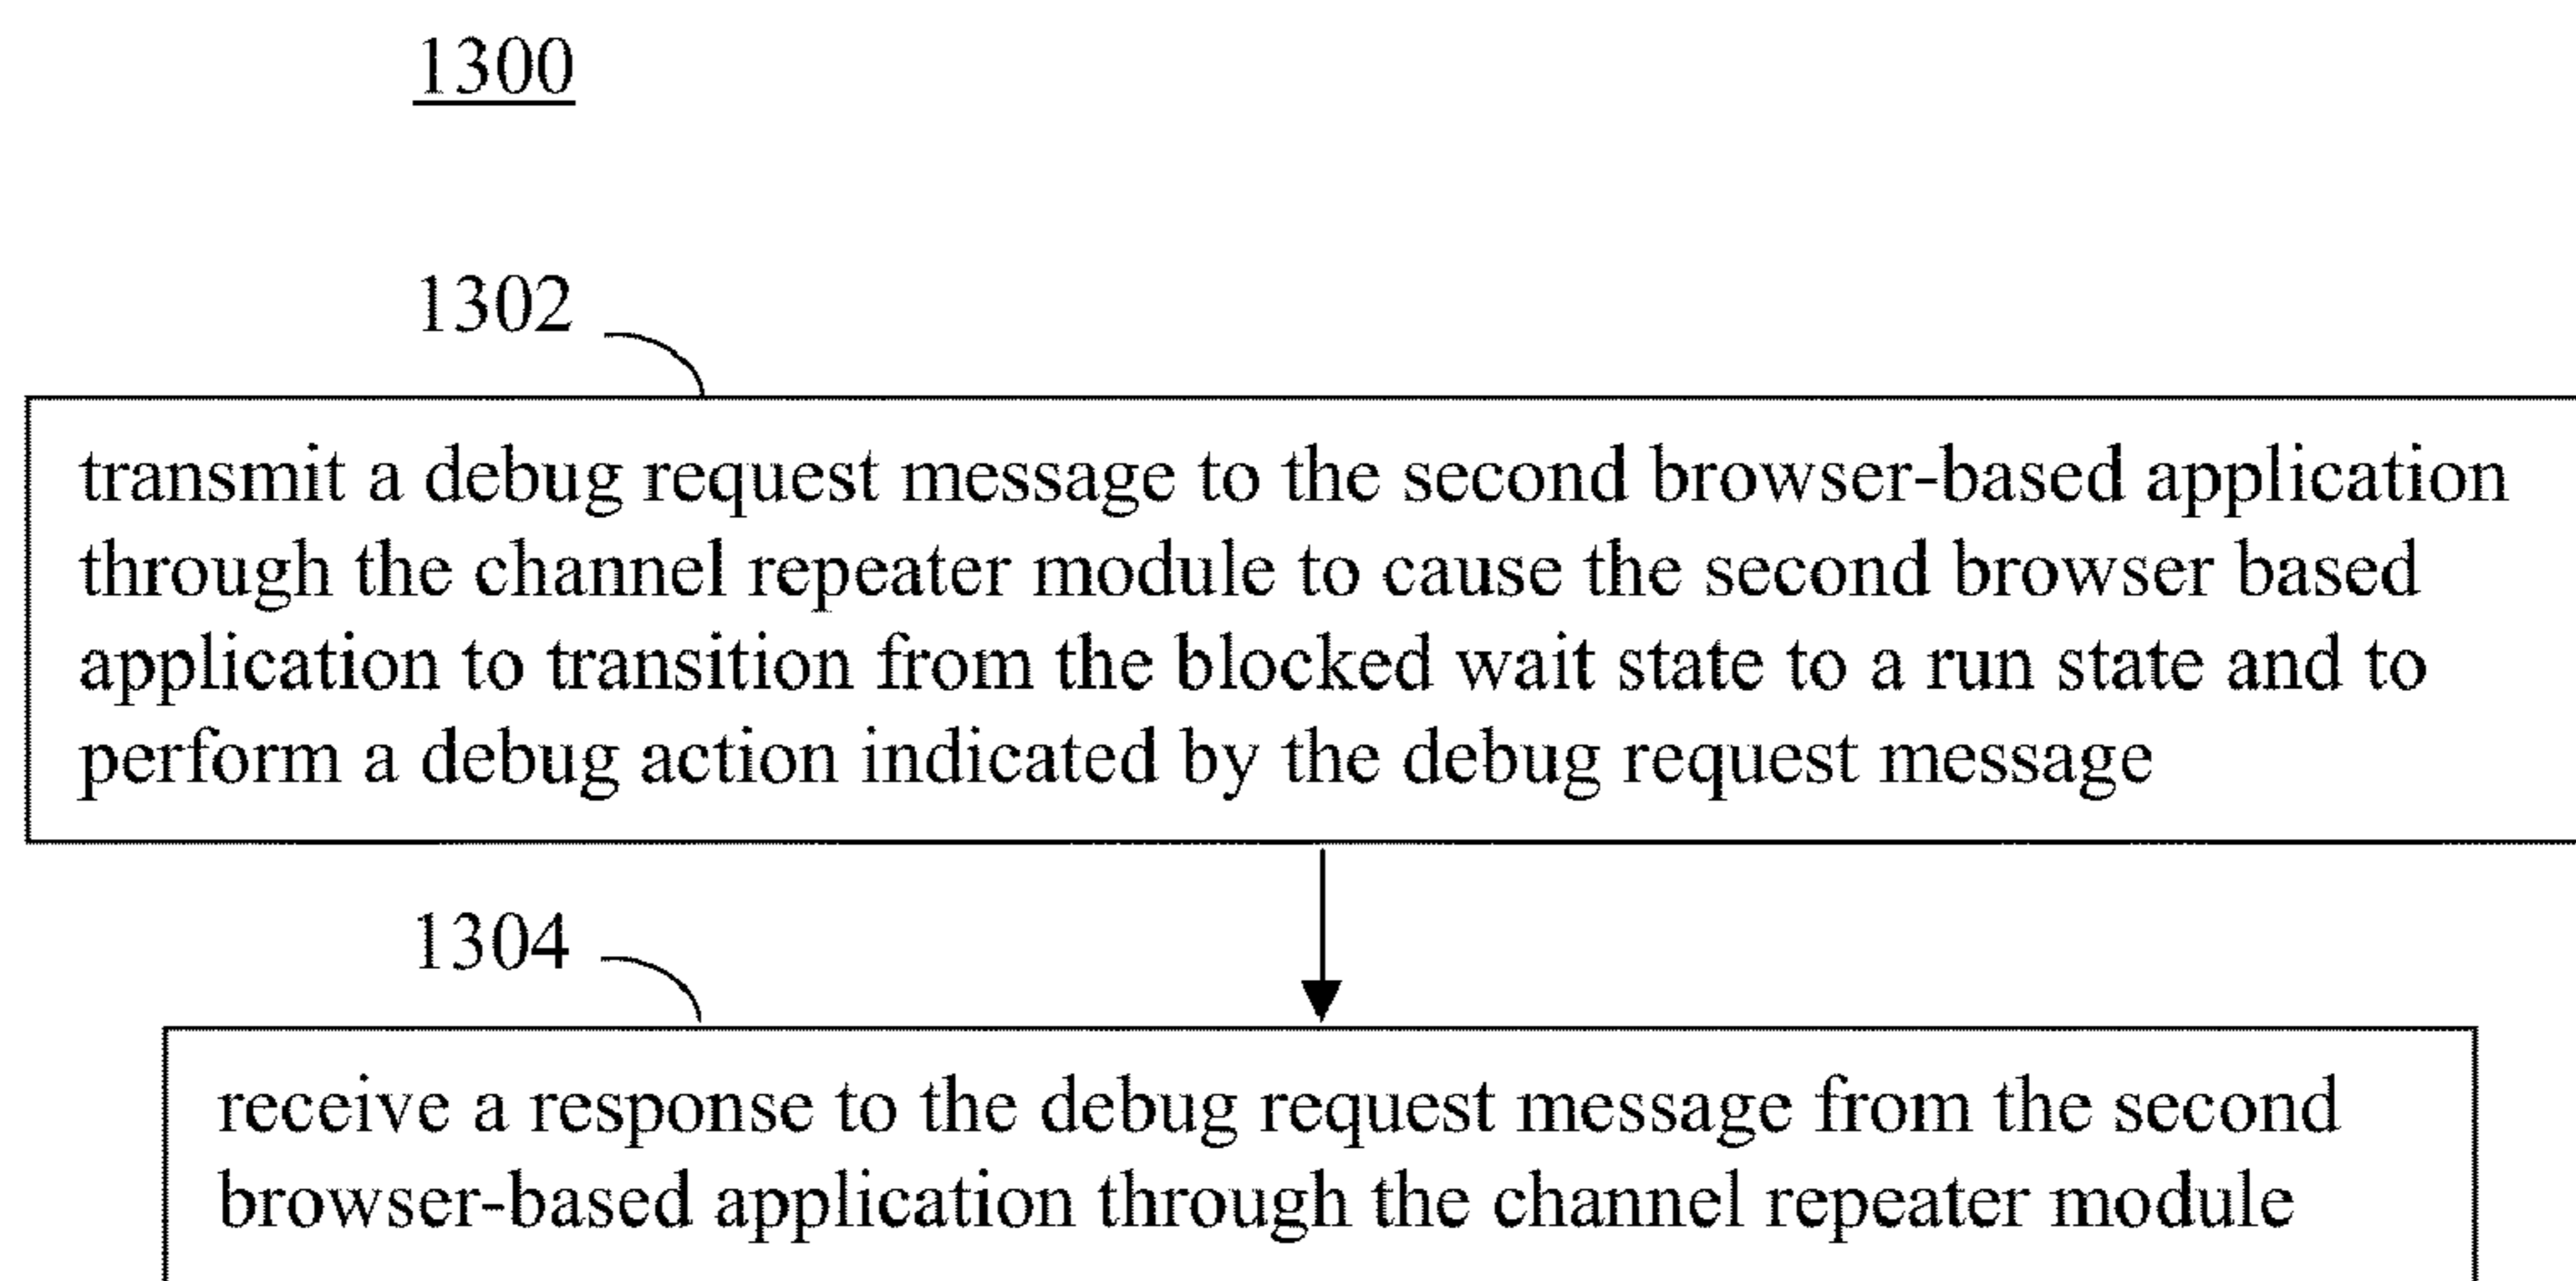 1300
1302
transmit a debug request message to the second browser-based application
through the channel repeater module to cause the second browser based
application to transition from the blocked wait state to a run state and to
perform a debug action indicated by the debug request message
1304
receive a response to the debug request message from the second
browser-based application through the channel repeater module